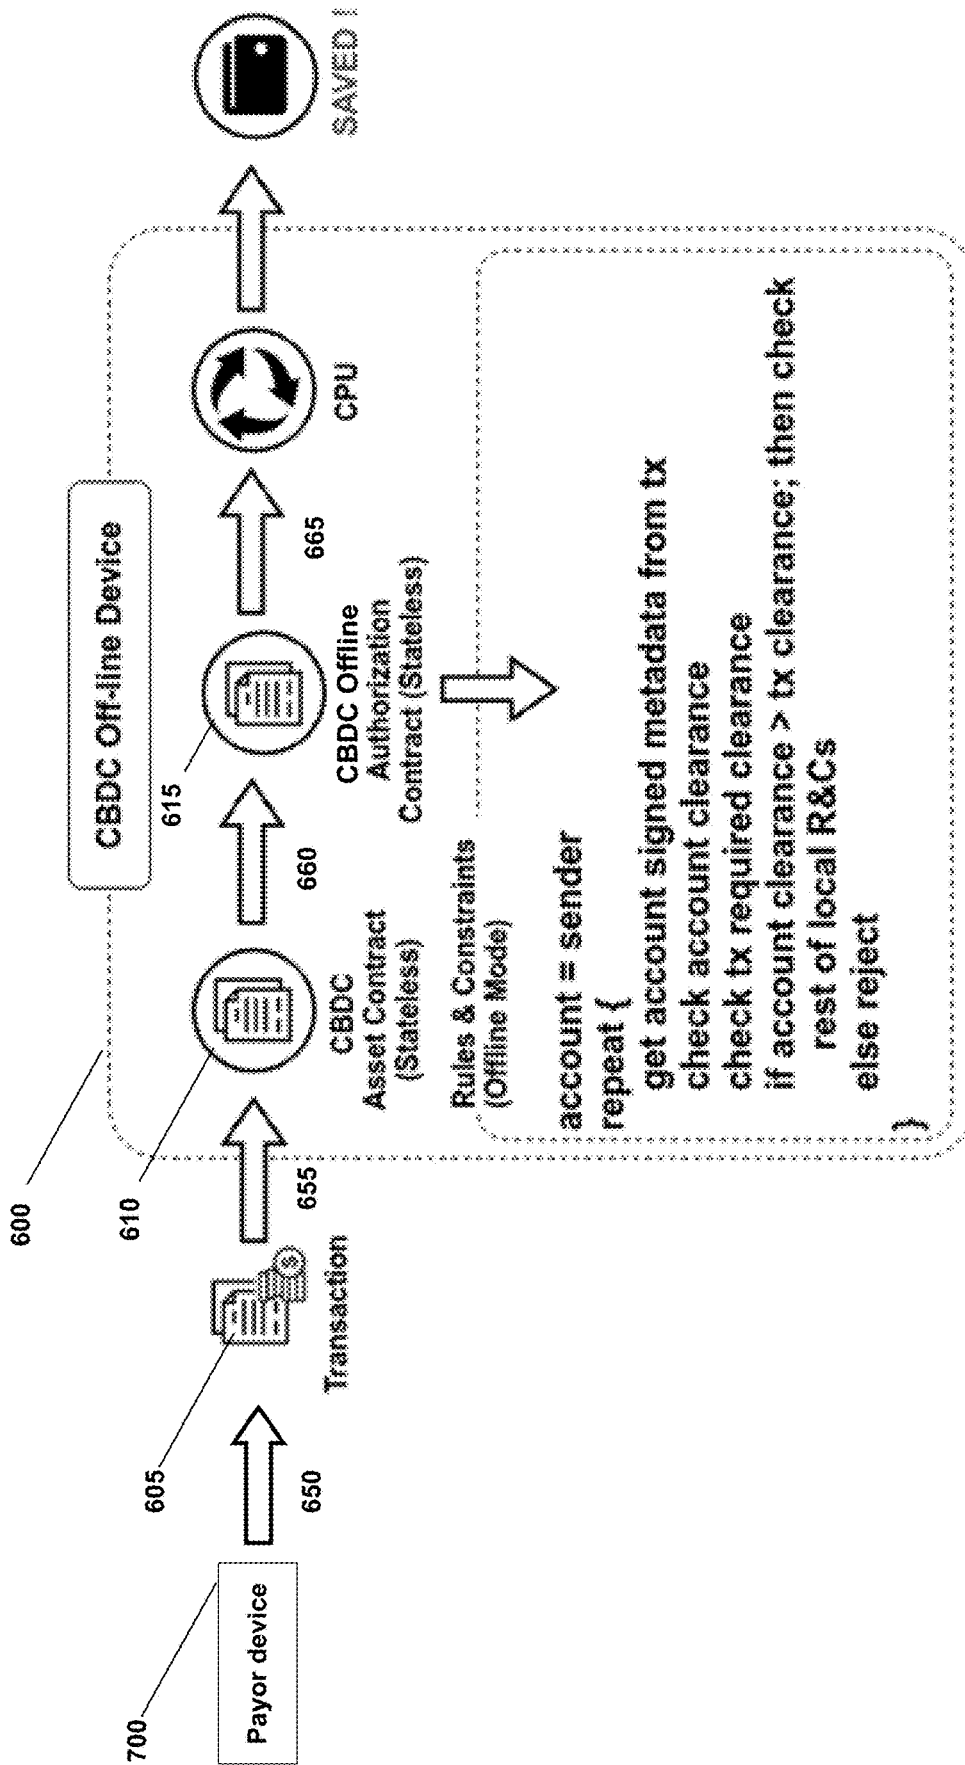 600
CBDC Off-line Device
700
Payor device
650
605
Transaction
655
610
CBDC
Asset Contract
(Stateless)
660
615
CBDC Offline
Authorization
Contract (Stateless)
665
CPU
SAVED !
Rules & Constraints
(Offline Mode)
account = sender
repeat {
get account signed metadata from tx
check account clearance
check tx required clearance
if account clearance > tx clearance; then check
rest of local R&Cs
else reject
}